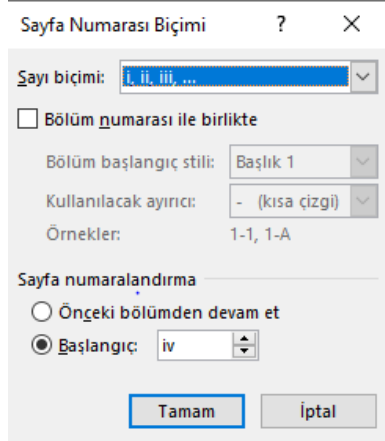 Sayfa Numarası Biçimi ? ×
Sayı biçimi: i, ii, iii, ...
Bölüm numarası ile birlikte
Bölüm başlangıç stili: Başlık 1
Kullanılacak ayırıcı: - (kısa çizgi)
Örnekler: 1-1, 1-A
Sayfa numaralandırma
Önceki bölümden devam et
Başlangıç: iv
Tamam İptal